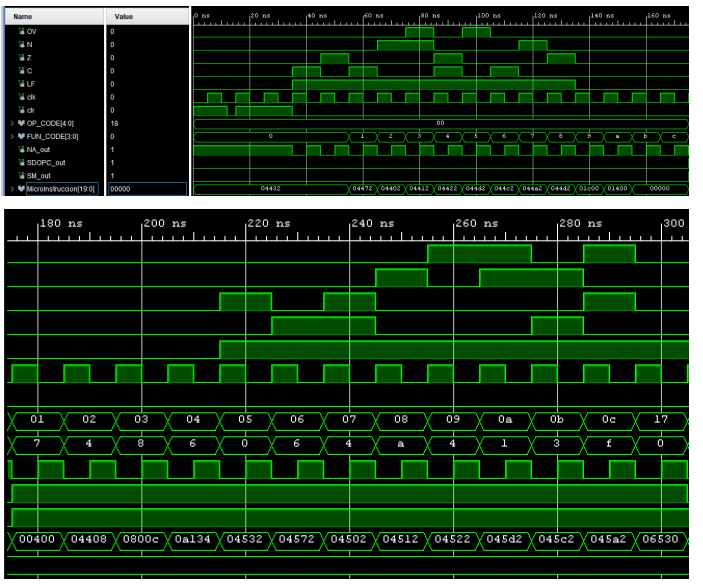 Name Value 0 ns 20 ns 40 ns 60 ns 80 ns 100 ns 120 ns 140 ns 160 ns
OV 0
N 0
Z 0
C 0
LF 0
clk 0
clr 0
OP_CODE[4:0] 18 00
FUN_CODE[3:0] 0 0 1 2 3 4 5 6 7 8 9 a b c
NA_out 1
SDOPC_out 1
SM_out 1
MicroInstruccion[19:0] 00000 04432 04472 04402 04412 04422 044d2 044c2 044a2 044d2 01c00 01400 00000
180 ns 200 ns 220 ns 240 ns 260 ns 280 ns 300
01 02 03 04 05 06 07 08 09 0a 0b 0c 17
7 4 8 6 0 6 4 a 4 1 3 f 0
00400 04408 0800c 0a134 04532 04572 04502 04512 04522 045d2 045c2 045a2 06530